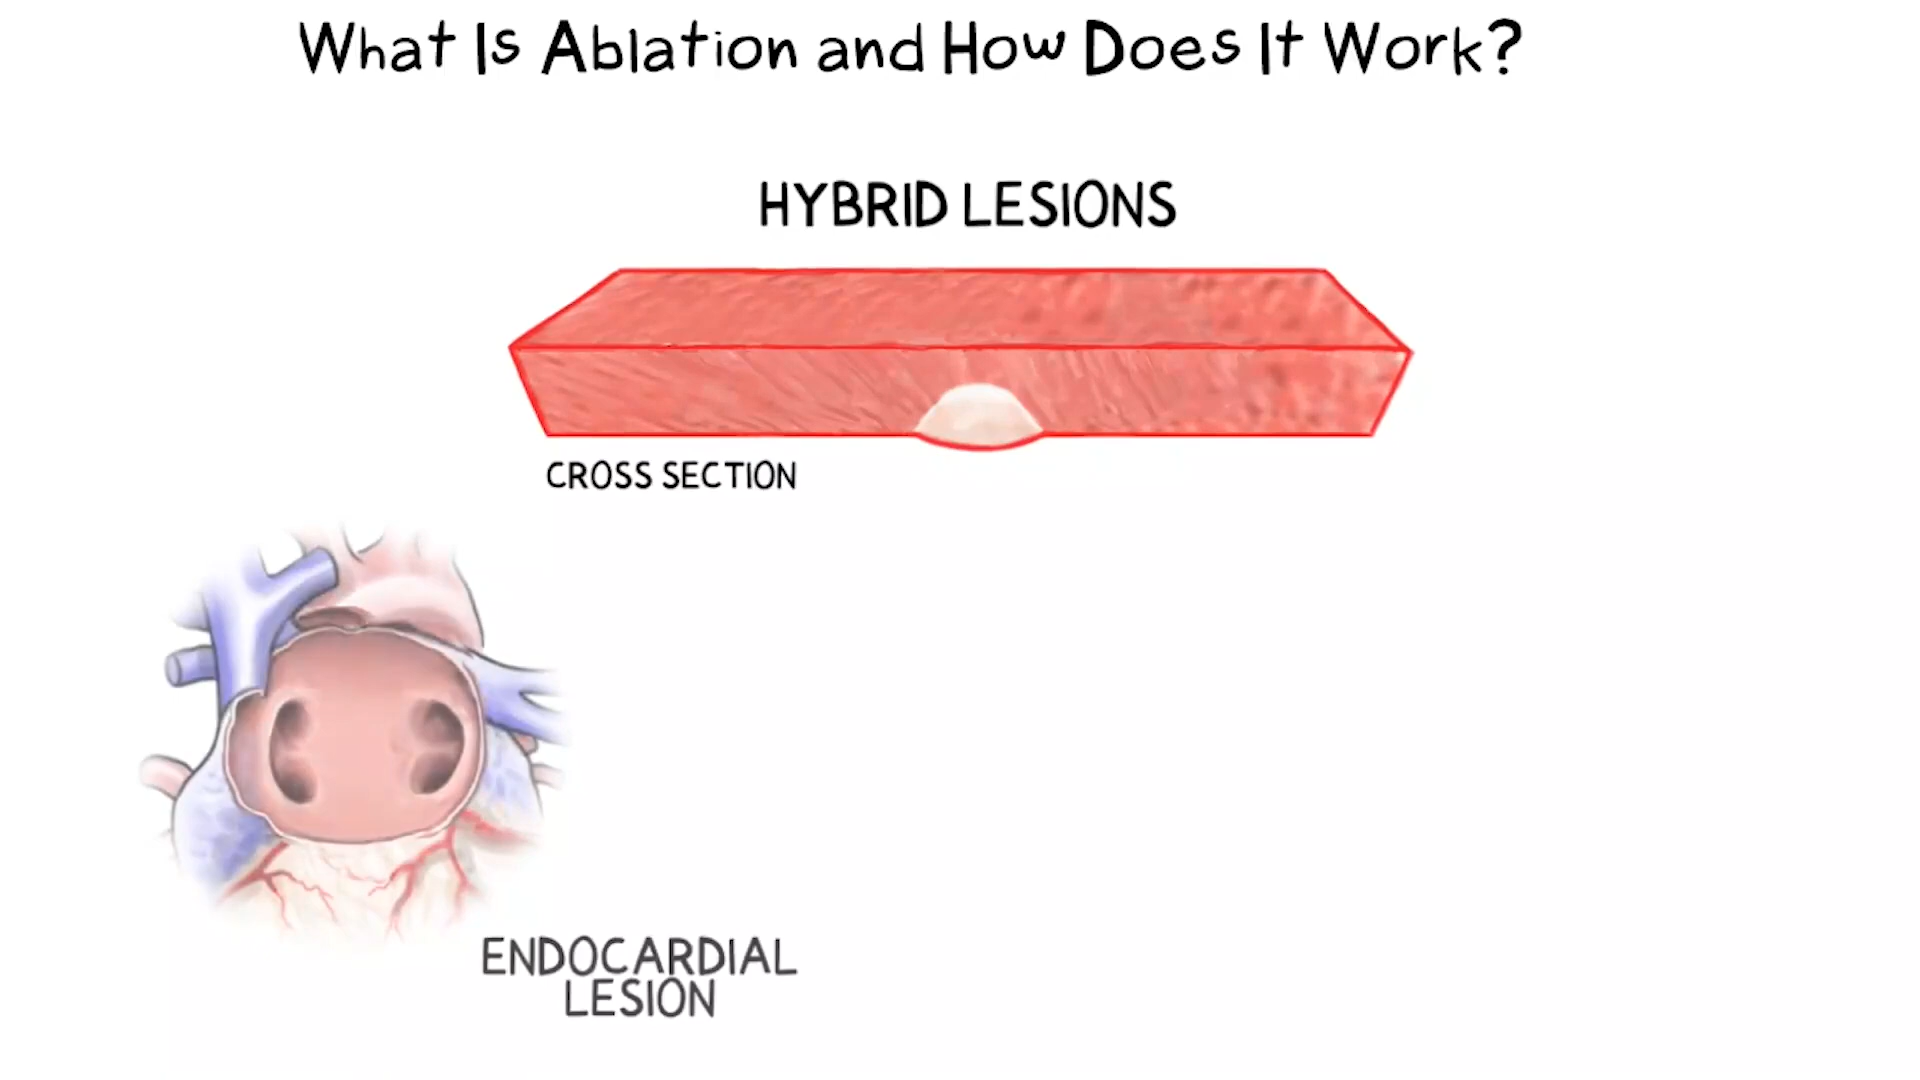 What Is Ablation and How Does It Work?
HYBRID LESIONS
CROSS SECTION
ENDOCARDIAL
LESION